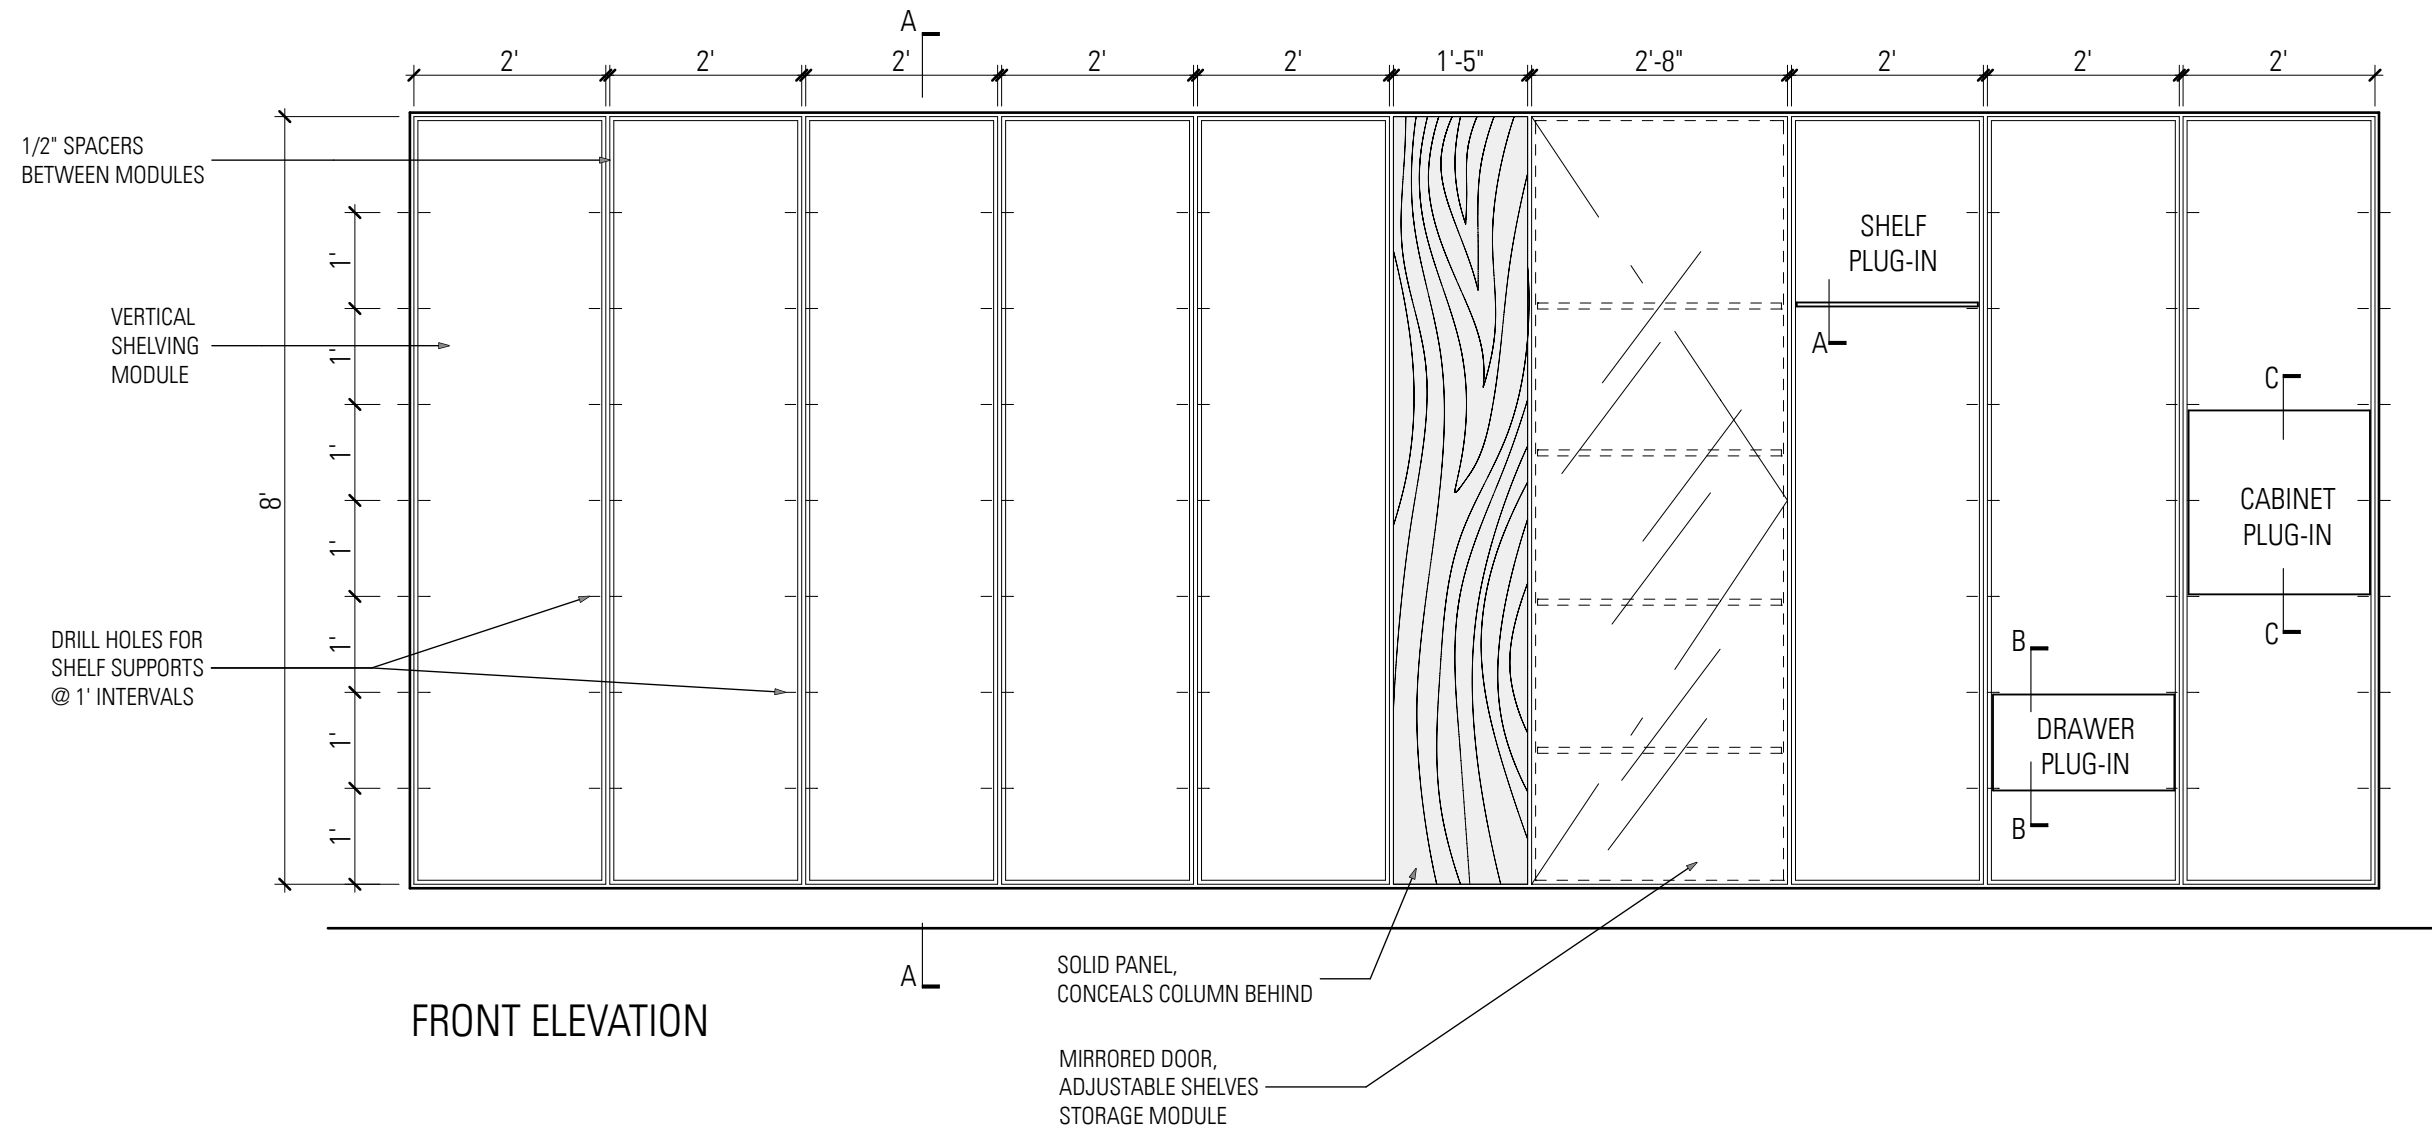 A
2'
2'
2'
2'
2'
1'-5"
2'-8"
2'
2'
2'
1/2" SPACERS
BETWEEN MODULES
SHELF
PLUG-IN
1'
VERTICAL
SHELVING
MODULE
1'
A
C
1'
8'
CABINET
PLUG-IN
1'
DRILL HOLES FOR
SHELF SUPPORTS
@ 1' INTERVALS
1'
B
C
1'
DRAWER
PLUG-IN
1'
B
A
SOLID PANEL,
CONCEALS COLUMN BEHIND
FRONT ELEVATION
MIRRORED DOOR,
ADJUSTABLE SHELVES
STORAGE MODULE